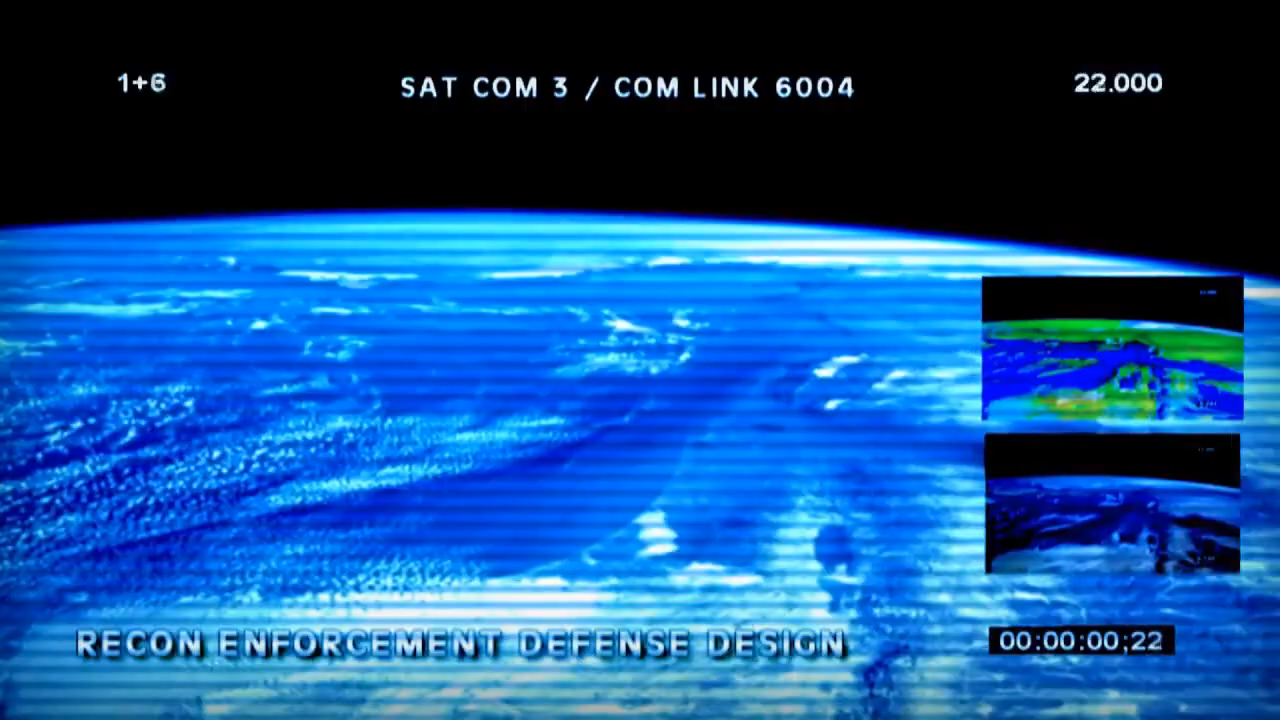 1+6
SAT COM 3 / COM LINK 6004
22.000
RECON ENFORCEMENT DEFENSE DESIGN
00:00:00;22